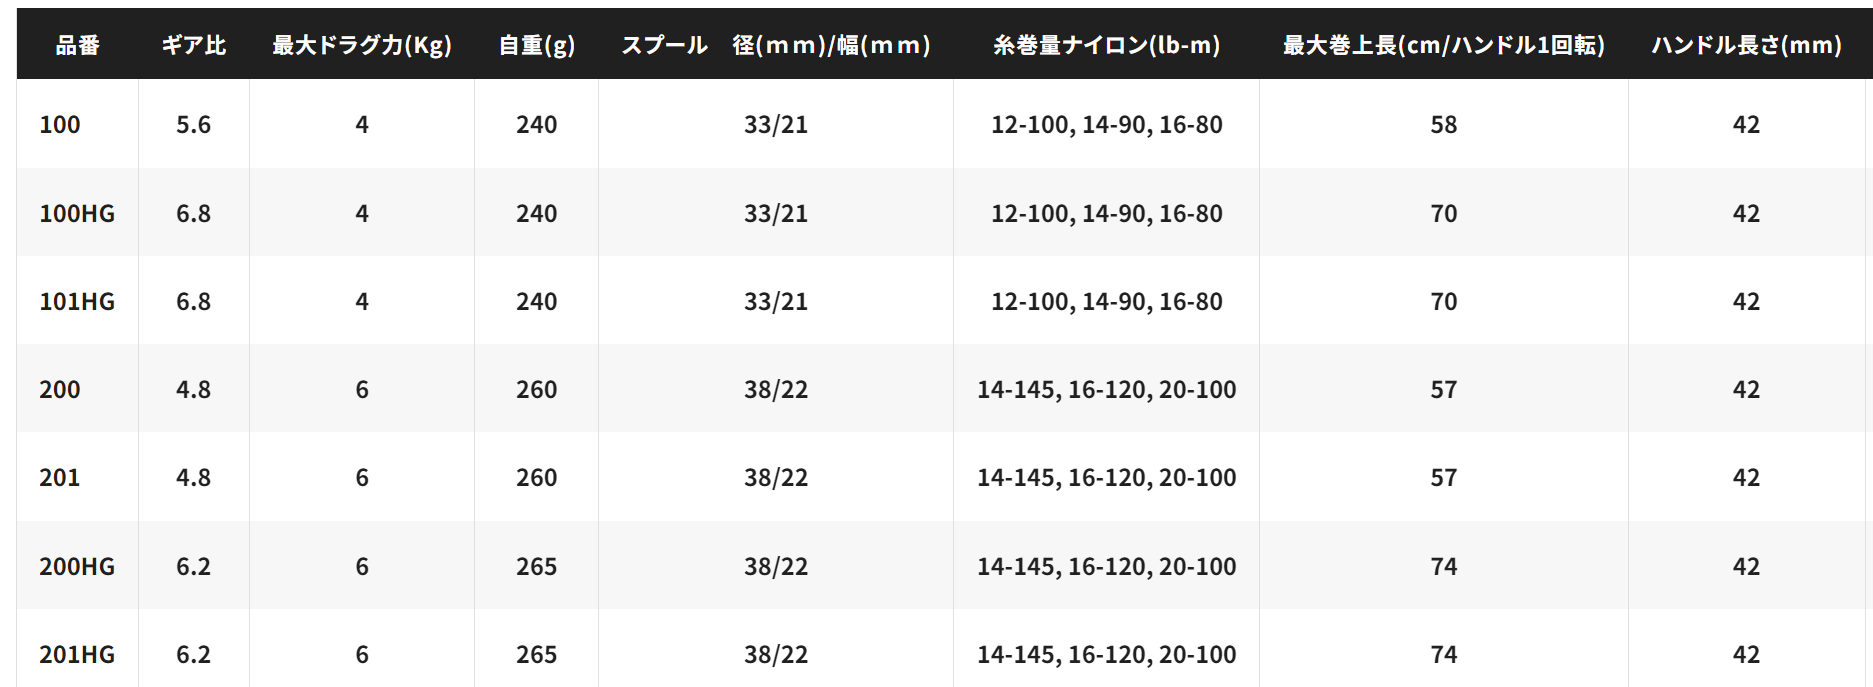 品番 ギア比 最大ドラグ力(Kg) 自重(g) スプール　径(ｍｍ)/幅(ｍｍ) 糸巻量ナイロン(lb-m) 最大巻上長(cm/ハンドル1回転) ハンドル長さ(mm)
100 5.6 4 240 33/21 12-100, 14-90, 16-80 58 42
100HG 6.8 4 240 33/21 12-100, 14-90, 16-80 70 42
101HG 6.8 4 240 33/21 12-100, 14-90, 16-80 70 42
200 4.8 6 260 38/22 14-145, 16-120, 20-100 57 42
201 4.8 6 260 38/22 14-145, 16-120, 20-100 57 42
200HG 6.2 6 265 38/22 14-145, 16-120, 20-100 74 42
201HG 6.2 6 265 38/22 14-145, 16-120, 20-100 74 42